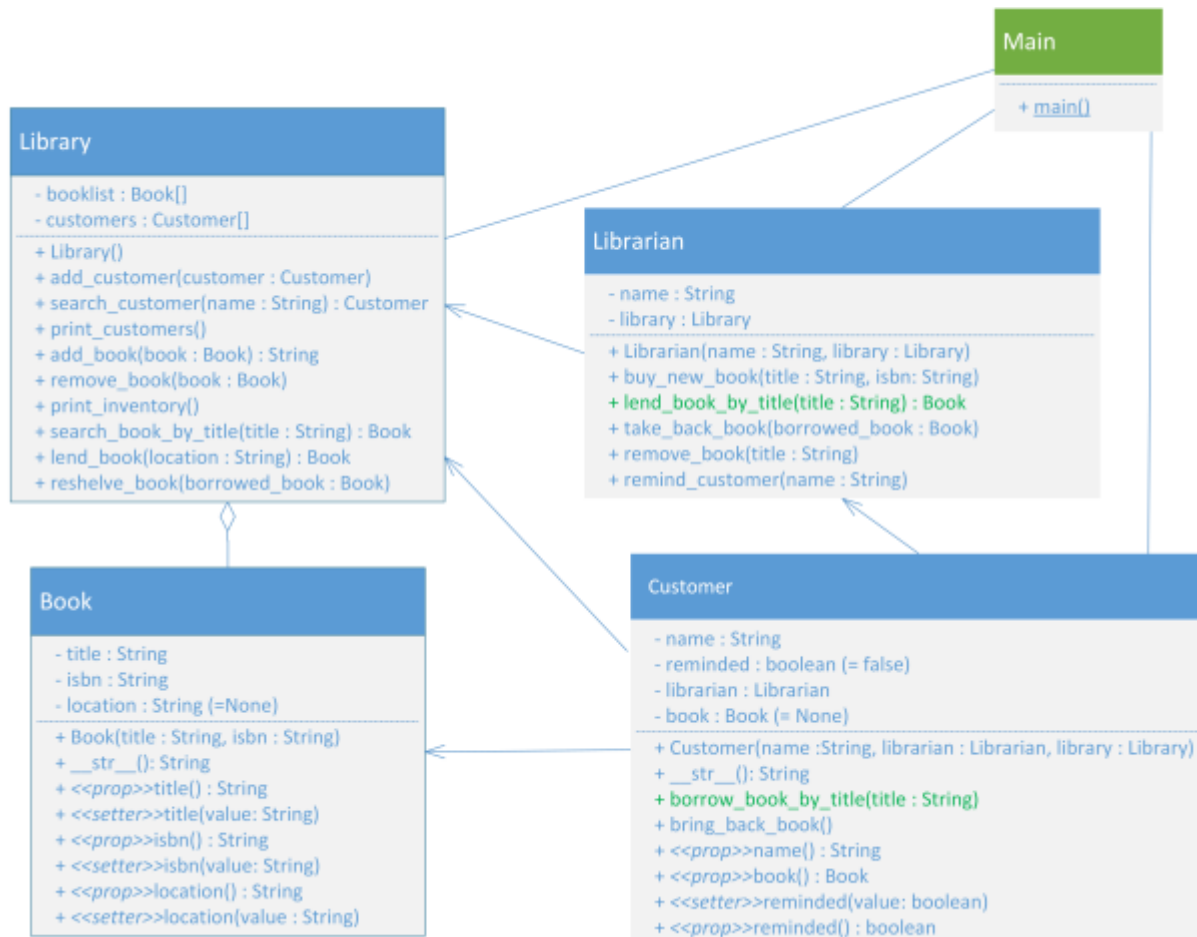 Main
+ main()
Library
- booklist : Book[]
- customers : Customer[]
+ Library()
+ add_customer(customer : Customer)
+ search_customer(name : String) : Customer
+ print_customers()
+ add_book(book : Book) : String
+ remove_book(book : Book)
+ print_inventory()
+ search_book_by_title(title : String) : Book
+ lend_book(location : String) : Book
+ reshelve_book(borrowed_book : Book)
Librarian
- name : String
- library : Library
+ Librarian(name : String, library : Library)
+ buy_new_book(title : String, isbn: String)
+ lend_book_by_title(title : String) : Book
+ take_back_book(borrowed_book : Book)
+ remove_book(title : String)
+ remind_customer(name : String)
Book
- title : String
- isbn : String
- location : String (=None)
+ Book(title : String, isbn : String)
+ __str__(): String
+ <<prop>>title() : String
+ <<setter>>title(value: String)
+ <<prop>>isbn() : String
+ <<setter>>isbn(value: String)
+ <<prop>>location() : String
+ <<setter>>location(value : String)
Customer
- name : String
- reminded : boolean (= false)
- librarian : Librarian
- book : Book (= None)
+ Customer(name :String, librarian : Librarian, library : Library)
+ __str__(): String
+ borrow_book_by_title(title : String)
+ bring_back_book()
+ <<prop>>name() : String
+ <<prop>>book() : Book
+ <<setter>>reminded(value: boolean)
+ <<prop>>reminded() : boolean